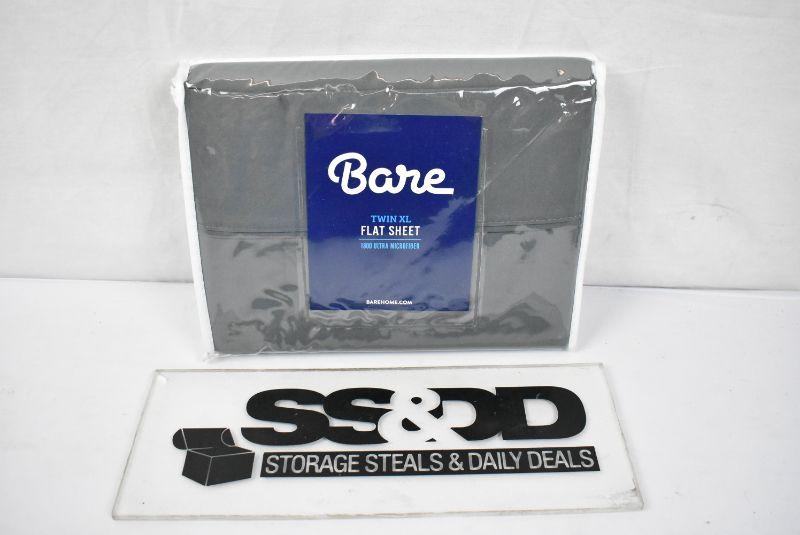 Bare
TWIN XL
FLAT SHEET
1800 ULTRA MICROFIBER
BAREHOME.COM
SS&DD
STORAGE STEALS & DAILY DEALS